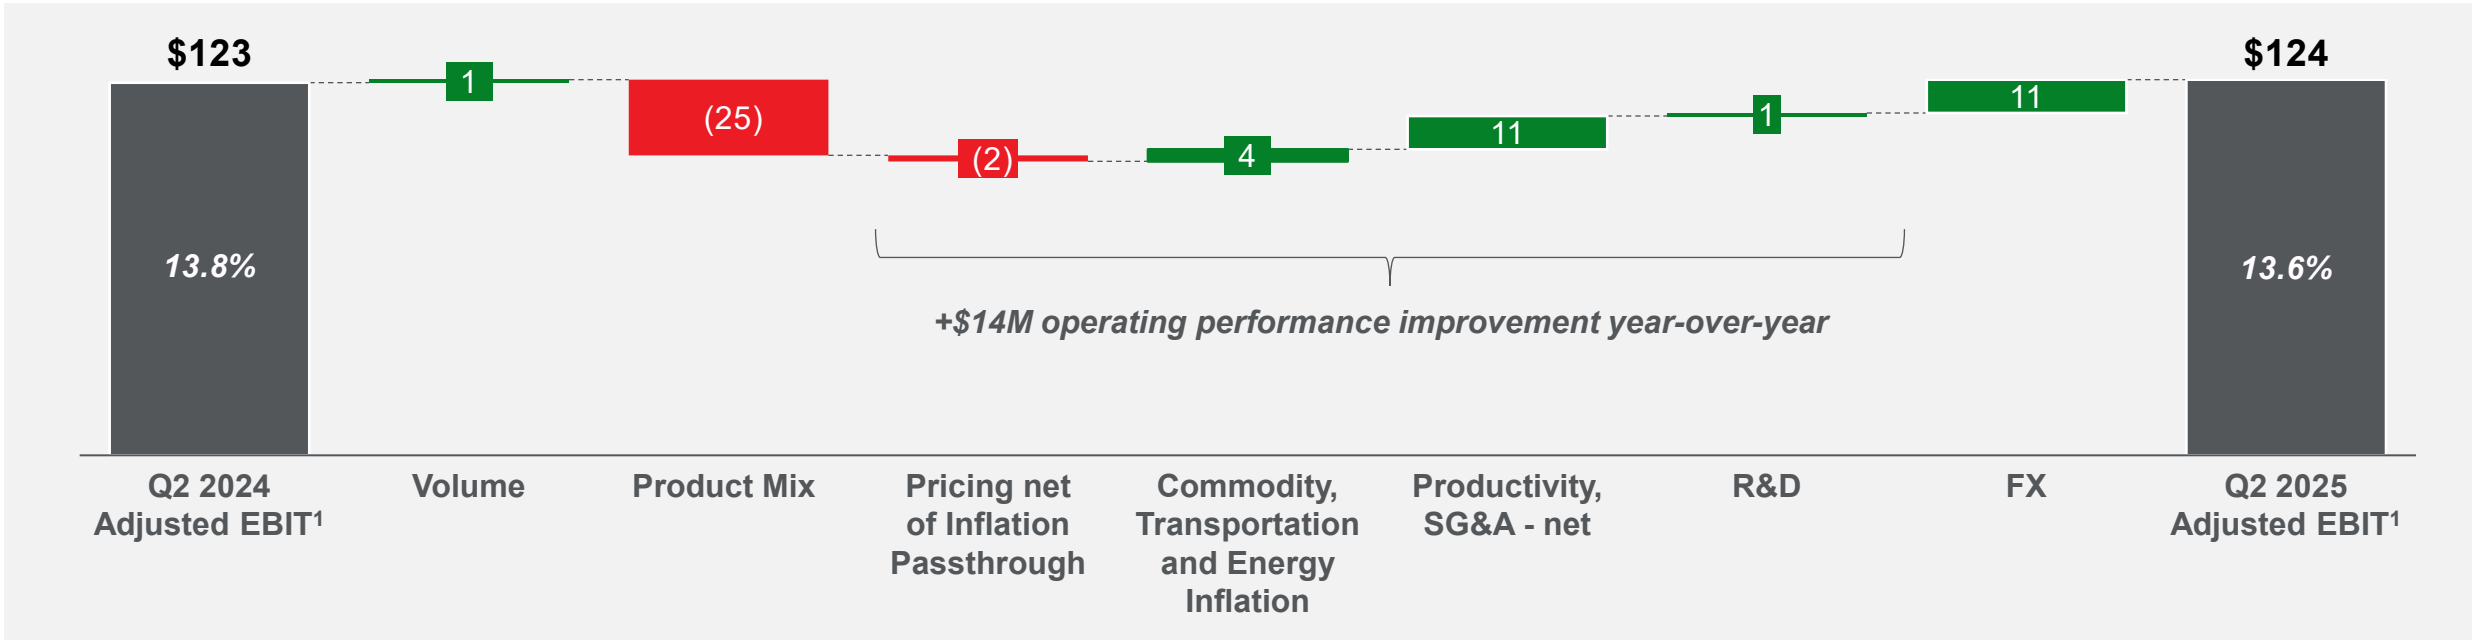 $123
$124
1
(25)
(2)
4
11
1
11
13.8%
13.6%
+$14M operating performance improvement year-over-year
Q2 2024
Adjusted EBIT¹
Volume
Product Mix
Pricing net
of Inflation
Passthrough
Commodity,
Transportation
and Energy
Inflation
Productivity,
SG&A - net
R&D
FX
Q2 2025
Adjusted EBIT¹